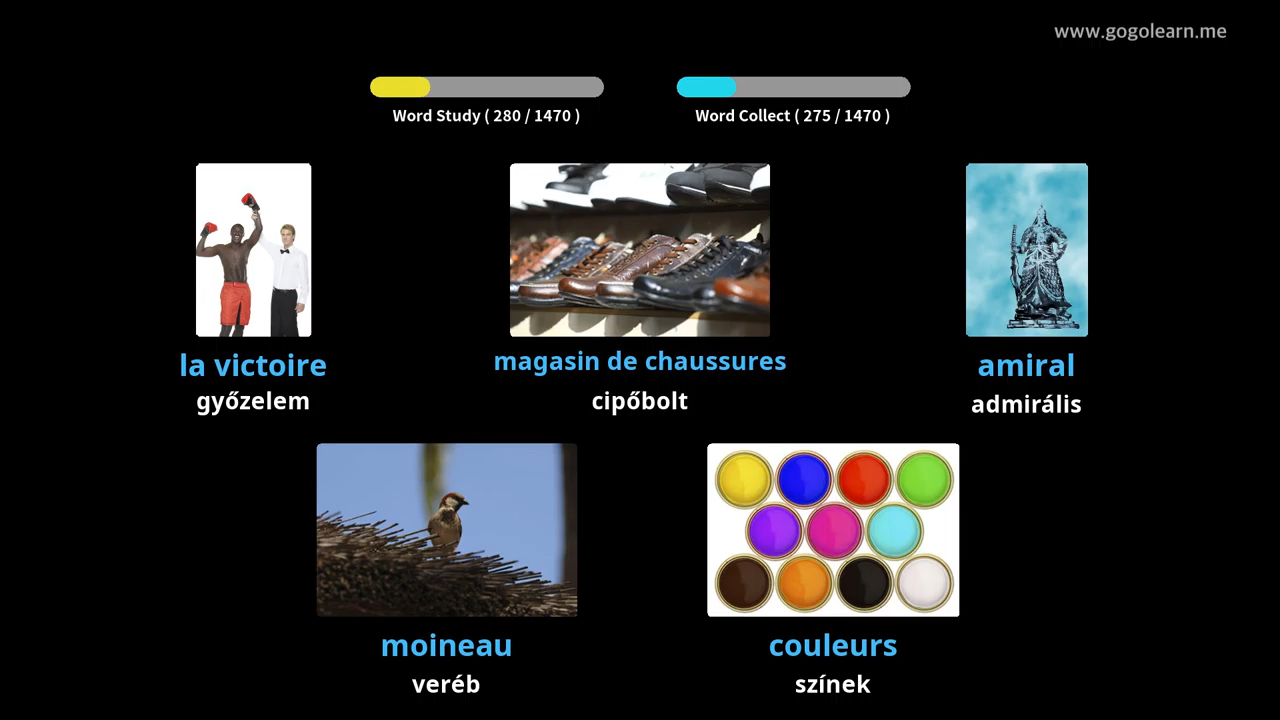 www.gogolearn.me
Word Study ( 280 / 1470 )
Word Collect ( 275 / 1470 )
la victoire
győzelem
magasin de chaussures
cipőbolt
amiral
admirális
moineau
veréb
couleurs
színek